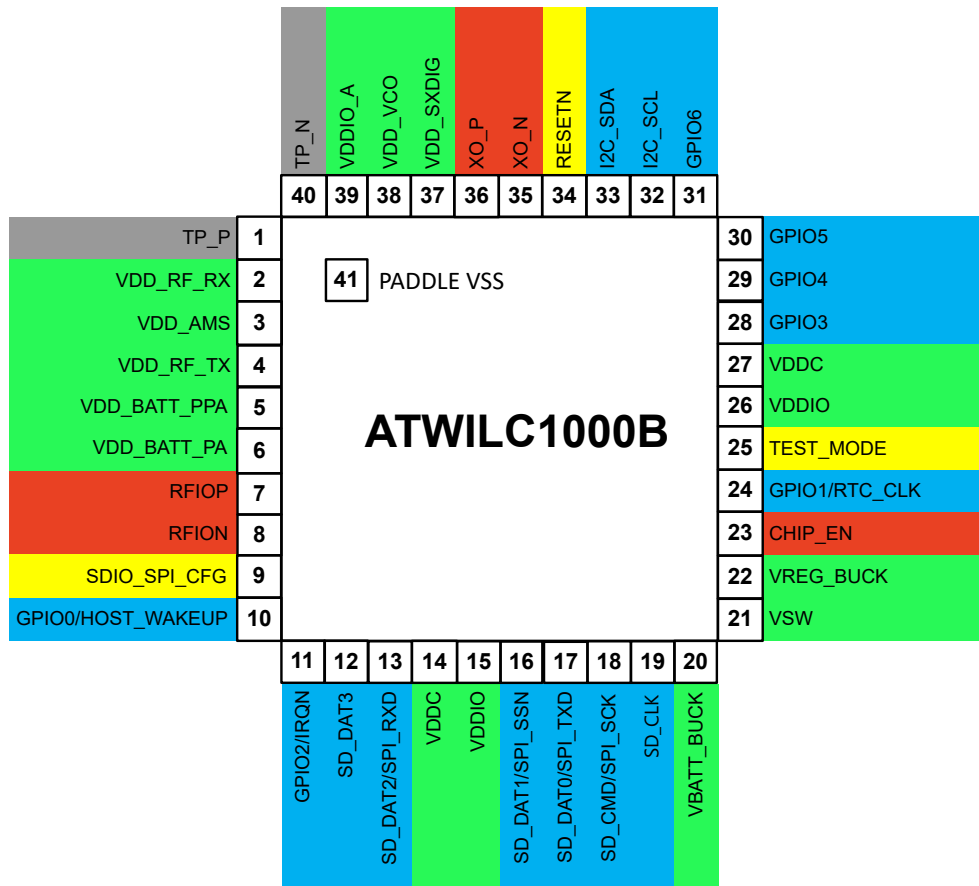 TP_N
VDDIO_A
VDD_VCO
VDD_SXDIG
XO_P
XO_N
RESETN
I2C_SDA
I2C_SCL
GPIO6
40 39 38 37 36 35 34 33 32 31
TP_P 1
VDD_RF_RX 2
VDD_AMS 3
VDD_RF_TX 4
VDD_BATT_PPA 5
VDD_BATT_PA 6
RFIOP 7
RFION 8
SDIO_SPI_CFG 9
GPIO0/HOST_WAKEUP 10
41 PADDLE VSS
ATWILC1000B
30 GPIO5
29 GPIO4
28 GPIO3
27 VDDC
26 VDDIO
25 TEST_MODE
24 GPIO1/RTC_CLK
23 CHIP_EN
22 VREG_BUCK
21 VSW
11 12 13 14 15 16 17 18 19 20
GPIO2/IRQN
SD_DAT3
SD_DAT2/SPI_RXD
VDDC
VDDIO
SD_DAT1/SPI_SSN
SD_DAT0/SPI_TXD
SD_CMD/SPI_SCK
SD_CLK
VBATT_BUCK